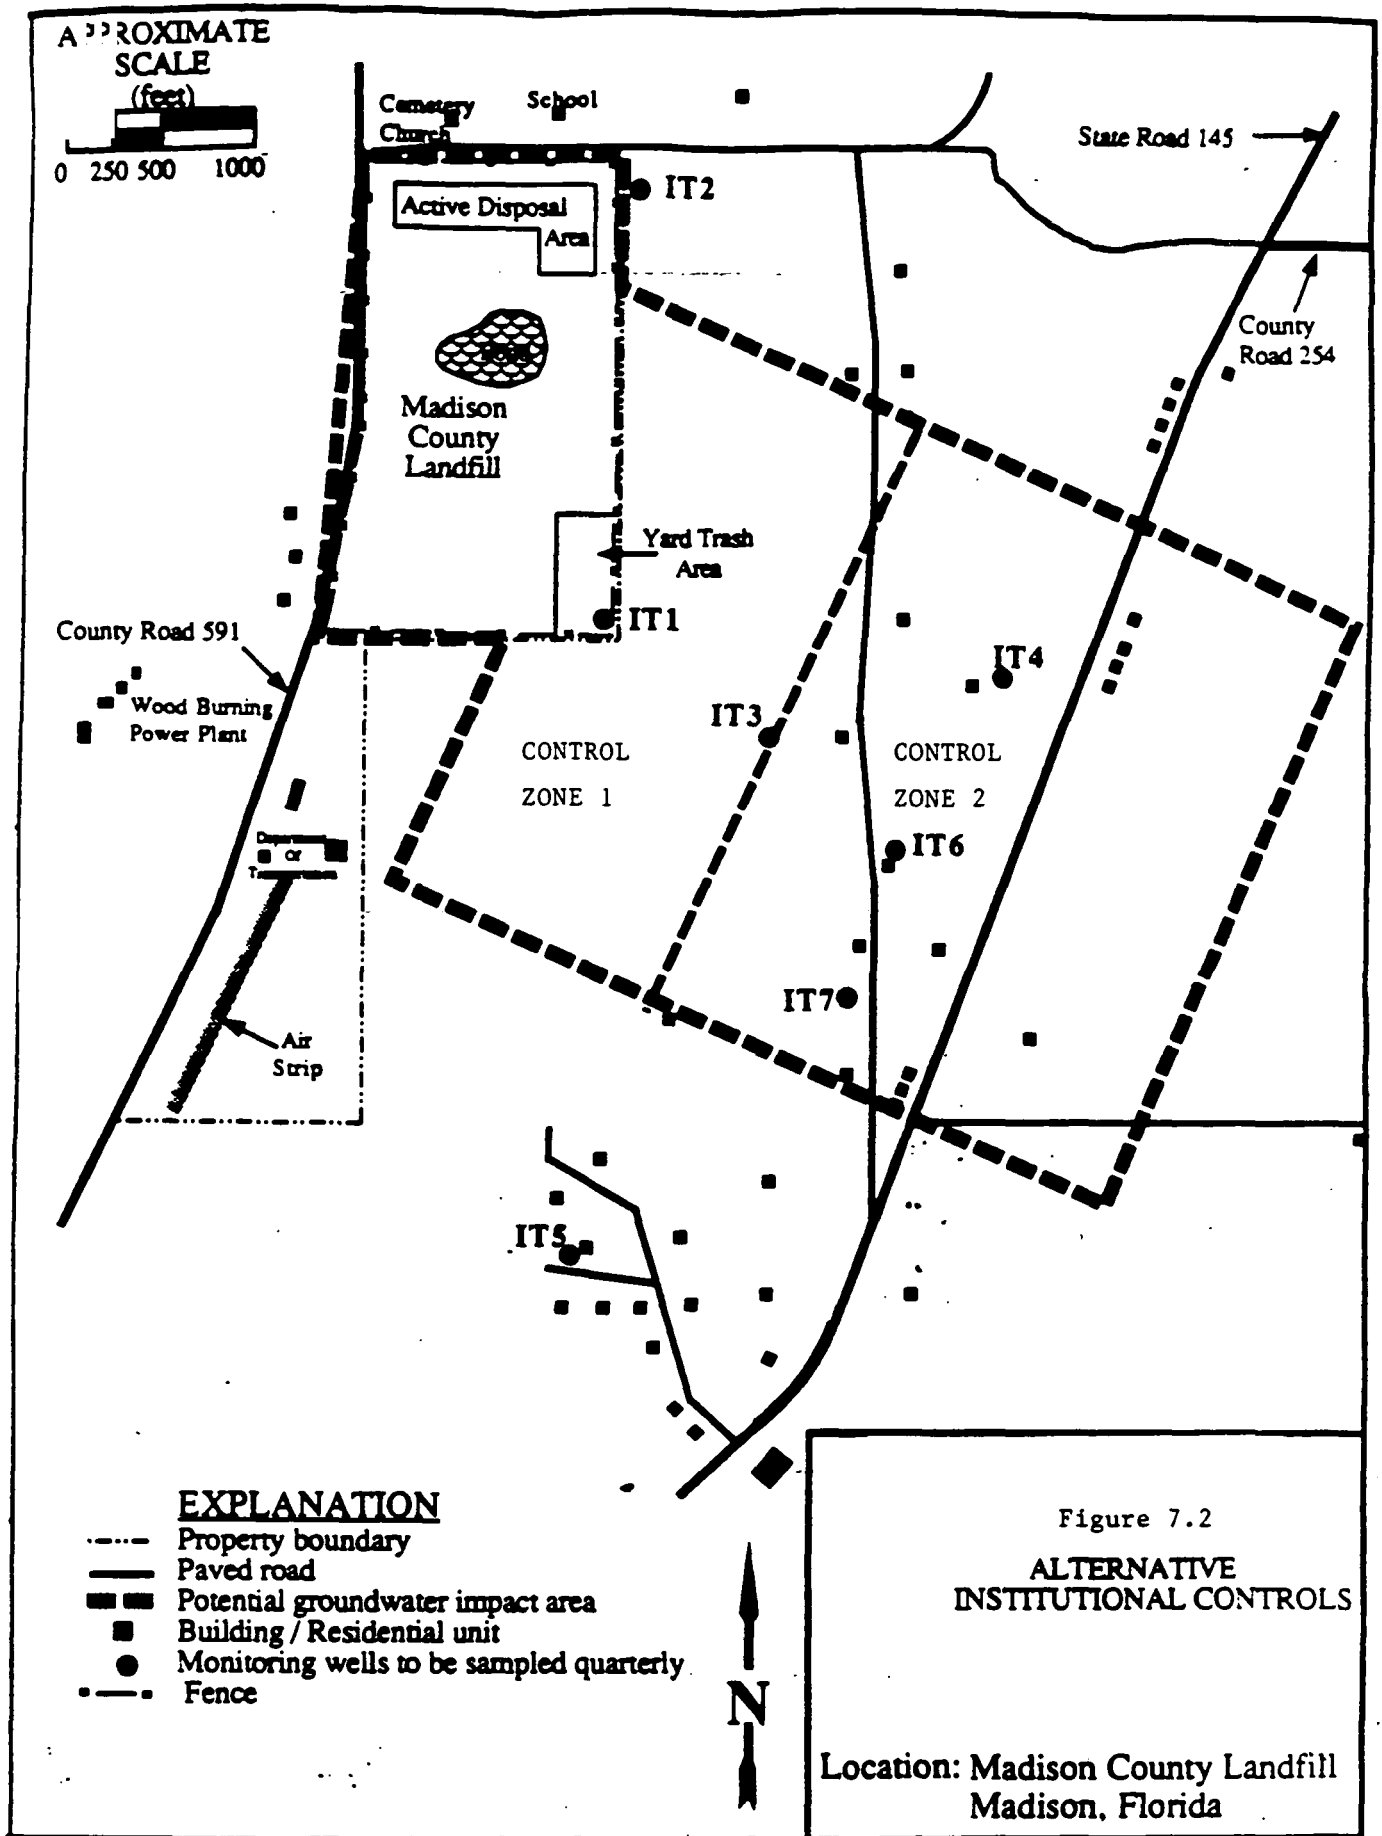 APPROXIMATE
SCALE
(feet)
0 250 500 1000
Cemetery
Church
School
State Road 145
IT2
Active Disposal
Area
County
Road 254
Madison
County
Landfill
Yard Trash
Area
IT1
County Road 591
IT4
Wood Burning
Power Plant
IT3
CONTROL
ZONE 1
CONTROL
ZONE 2
Department
or
IT6
IT7
Air
Strip
IT5
EXPLANATION
Property boundary
Paved road
Potential groundwater impact area
Building / Residential unit
Monitoring wells to be sampled quarterly
Fence
N
Figure 7.2
ALTERNATIVE
INSTITUTIONAL CONTROLS
Location: Madison County Landfill
Madison, Florida